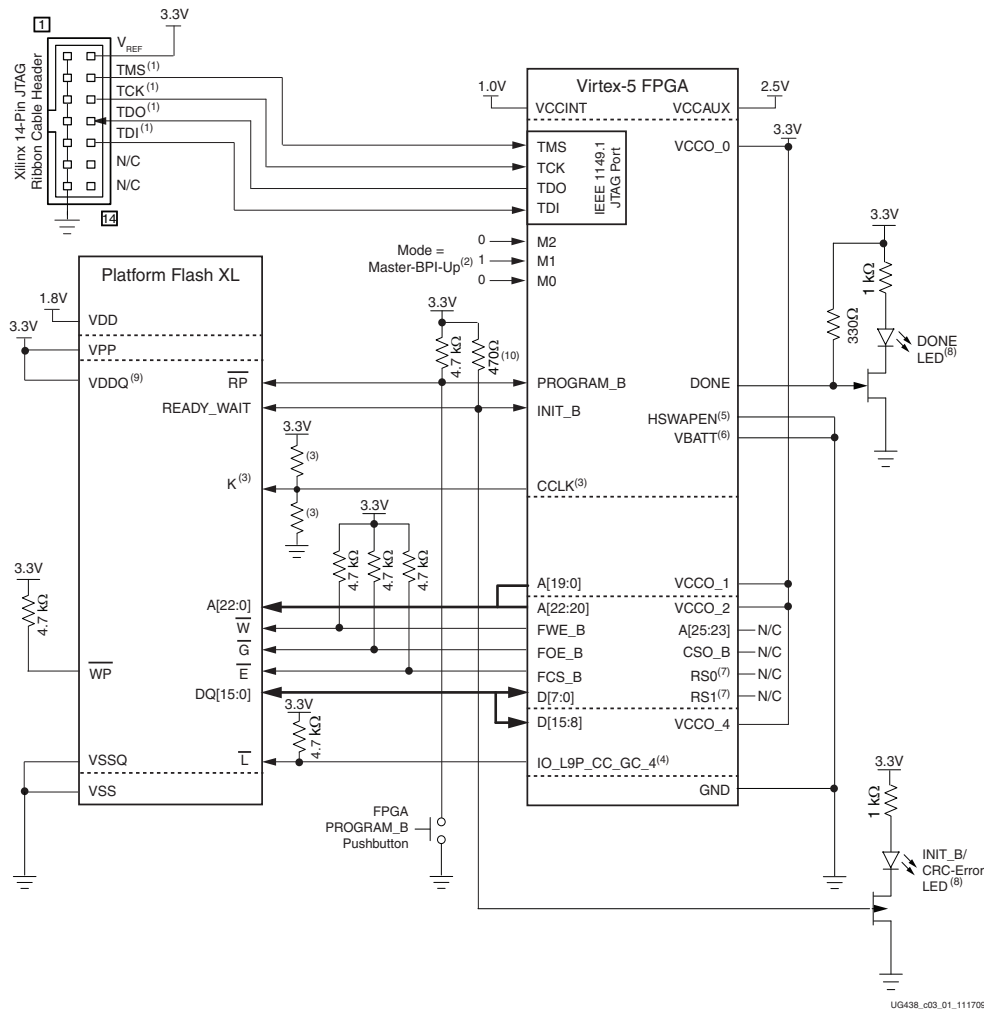 1
3.3V
VREF
TMS(1)
TCK(1)
TDO(1)
TDI(1)
N/C
N/C
Xilinx 14-Pin JTAG
Ribbon Cable Header
14
Virtex-5 FPGA
1.0V
VCCINT
VCCAUX
2.5V
3.3V
VCCO_0
TMS
TCK
TDO
TDI
IEEE 1149.1
JTAG Port
Mode =
Master-BPI-Up(2)
0
1
0
M2
M1
M0
3.3V
1 kΩ
330Ω
DONE
LED(8)
Platform Flash XL
1.8V
VDD
3.3V
VPP
VDDQ(9)
RP
READY_WAIT
3.3V
4.7 kΩ
470Ω
(10)
PROGRAM_B
INIT_B
DONE
HSWAPEN(5)
VBATT(6)
3.3V
(3)
(3)
K(3)
CCLK(3)
3.3V
4.7 kΩ
4.7 kΩ
4.7 kΩ
3.3V
4.7 kΩ
WP
A[22:0]
W
G
E
DQ[15:0]
A[19:0]
A[22:20]
FWE_B
FOE_B
FCS_B
D[7:0]
D[15:8]
VCCO_1
VCCO_2
A[25:23]
N/C
CSO_B
N/C
RS0(7)
N/C
RS1(7)
N/C
VCCO_4
3.3V
4.7 kΩ
VSSQ
L
IO_L9P_CC_GC_4(4)
VSS
GND
FPGA
PROGRAM_B
Pushbutton
3.3V
1 kΩ
INIT_B/
CRC-Error
LED(8)
UG438_c03_01_111709